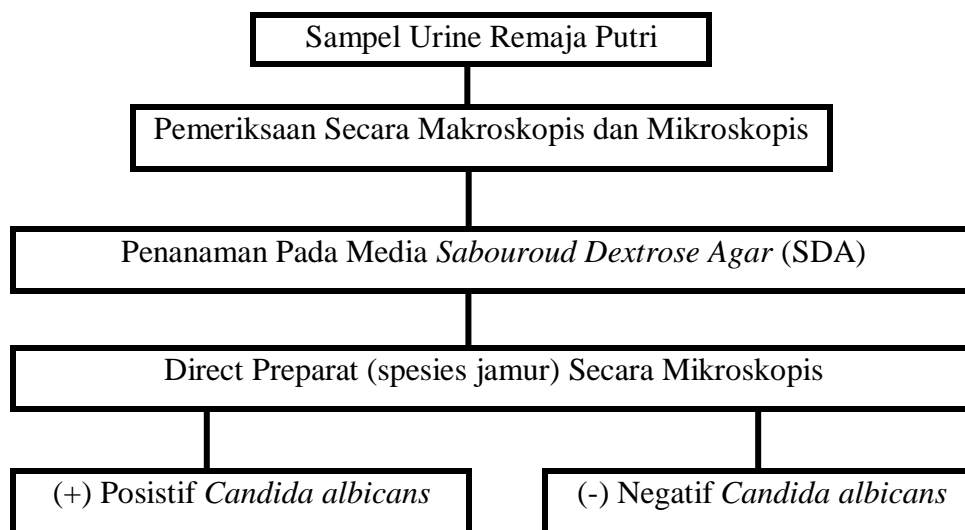 Sampel Urine Remaja Putri
Pemeriksaan Secara Makroskopis dan Mikroskopis
Penanaman Pada Media Sabouroud Dextrose Agar (SDA)
Direct Preparat (spesies jamur) Secara Mikroskopis
(+) Posistif Candida albicans
(-) Negatif Candida albicans